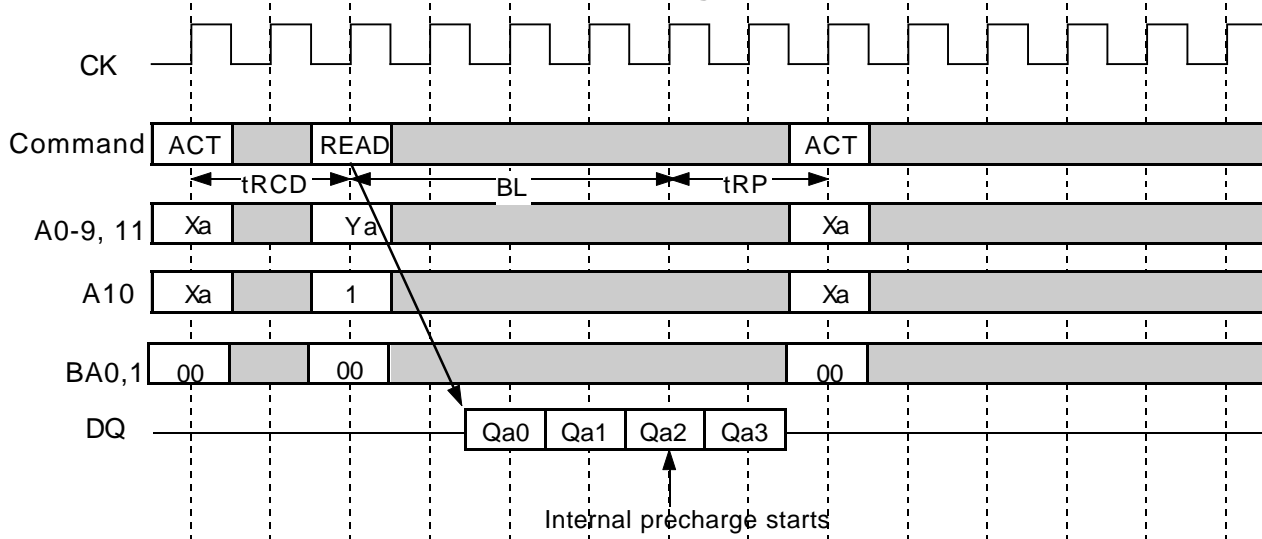 CK
Command ACT READ ACT
tRCD BL tRP
A0-9, 11 Xa Ya Xa
A10 Xa 1 Xa
BA0,1 00 00 00
DQ Qa0 Qa1 Qa2 Qa3
Internal precharge starts